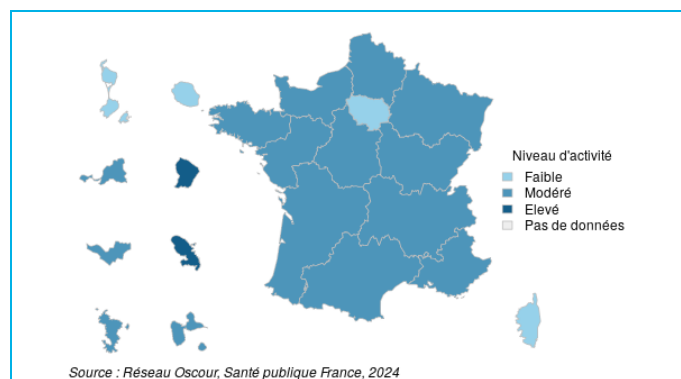 Niveau d'activité
Faible
Modéré
Elevé
Pas de données
Source : Réseau Oscour, Santé publique France, 2024